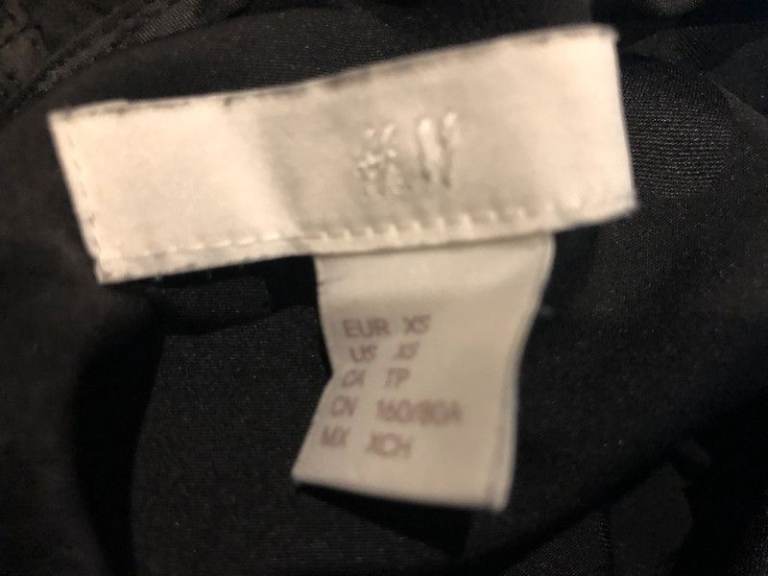 H&M
EUR XS
US XS
CA TP
CN 160/80A
MX XCH